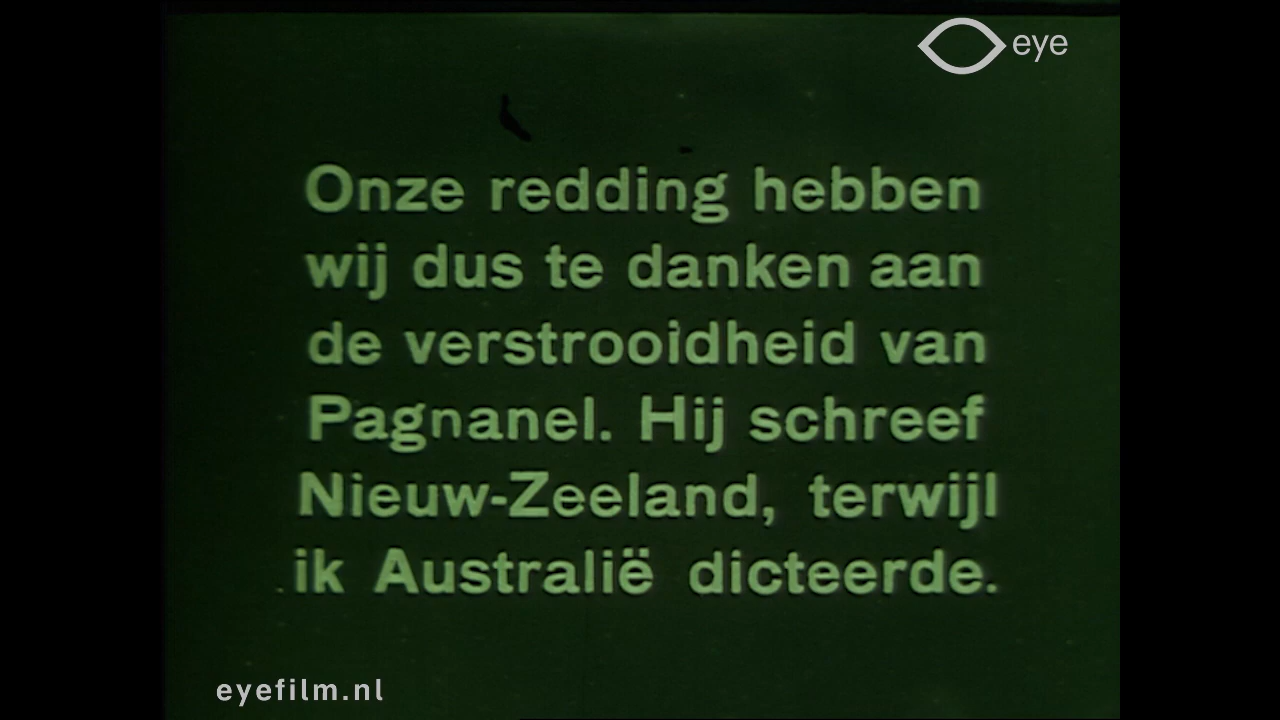 eye
Onze redding hebben
wij dus te danken aan
de verstrooidheid van
Pagnanel. Hij schreef
Nieuw-Zeeland, terwijl
ik Australië dicteerde.
eyefilm.nl